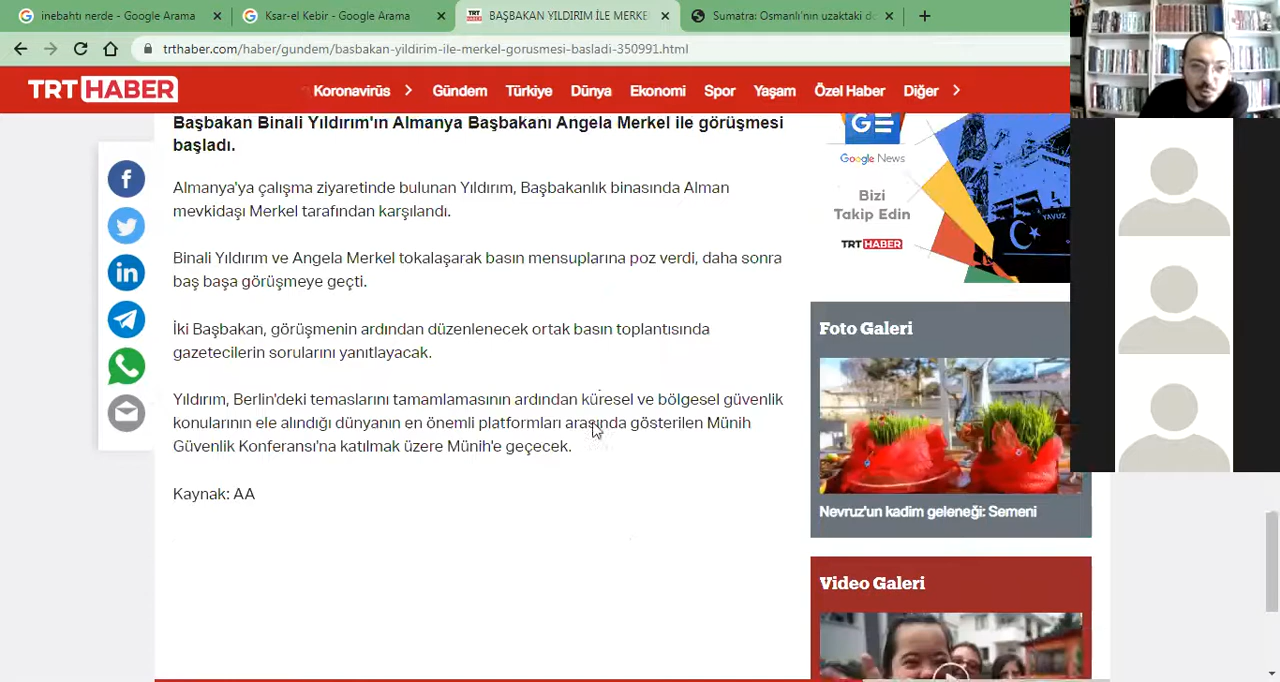 inebahtı nerde - Google Arama
Ksar-el Kebir - Google Arama
BAŞBAKAN YILDIRIM İLE MERKE
Sumatra: Osmanlı'nın uzaktaki do
trthaber.com/haber/gundem/basbakan-yildirim-ile-merkel-gorusmesi-basladi-350991.html
TRT HABER
Koronavirüs
Gündem
Türkiye
Dünya
Ekonomi
Spor
Yaşam
Özel Haber
Diğer
Başbakan Binali Yıldırım'ın Almanya Başbakanı Angela Merkel ile görüşmesi
başladı.
Almanya'ya çalışma ziyaretinde bulunan Yıldırım, Başbakanlık binasında Alman
mevkidaşı Merkel tarafından karşılandı.
Binali Yıldırım ve Angela Merkel tokalaşarak basın mensuplarına poz verdi, daha sonra
baş başa görüşmeye geçti.
İki Başbakan, görüşmenin ardından düzenlenecek ortak basın toplantısında
gazetecilerin sorularını yanıtlayacak.
Yıldırım, Berlin'deki temaslarını tamamlamasının ardından küresel ve bölgesel güvenlik
konularının ele alındığı dünyanın en önemli platformları arasında gösterilen Münih
Güvenlik Konferansı'na katılmak üzere Münih'e geçecek.
Kaynak: AA
GE
Google News
Bizi
Takip Edin
TRT HABER
YAVUZ
Foto Galeri
Nevruz'un kadim geleneği: Semeni
Video Galeri